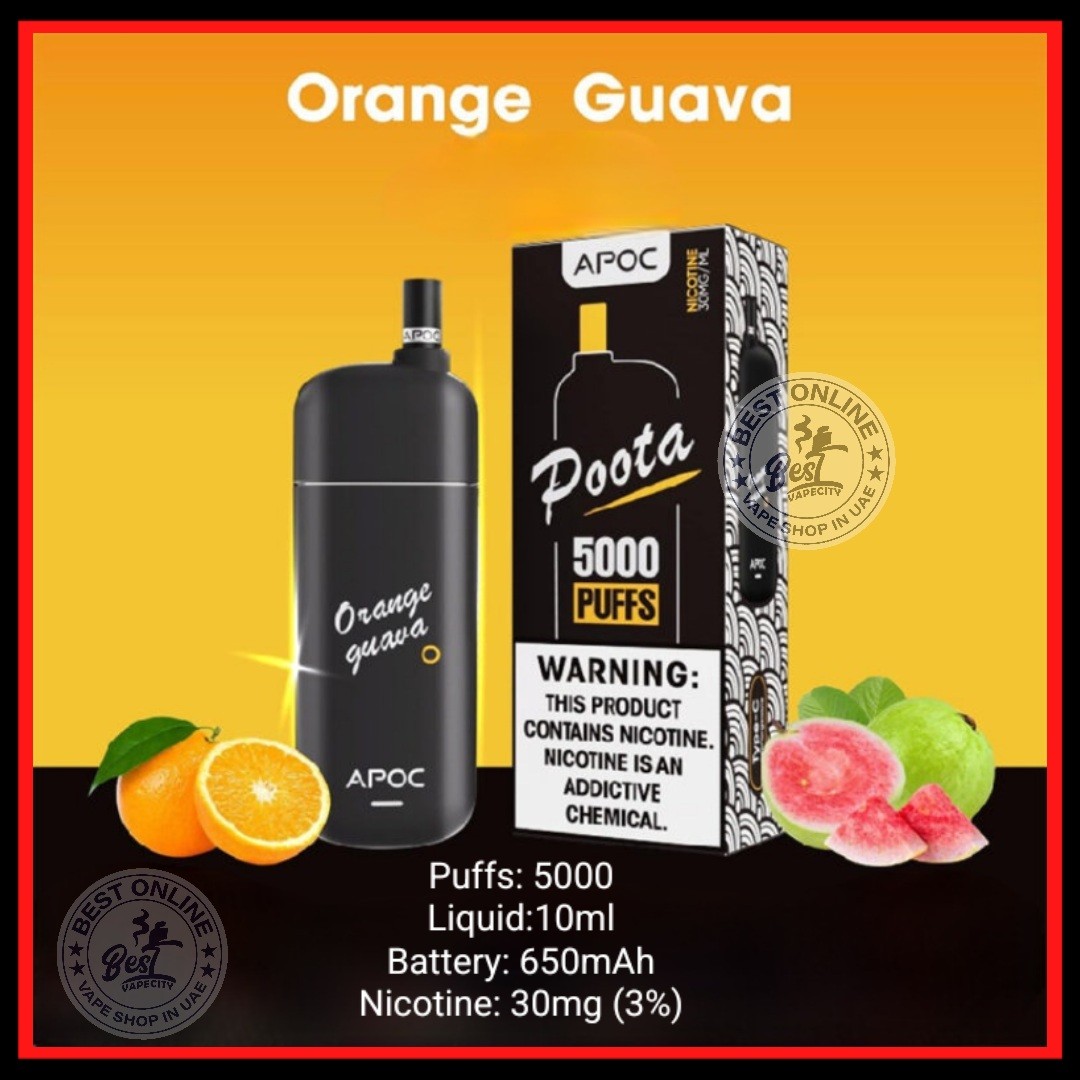 Orange Guava
APOC
NICOTINE
30MG/ML
APOC
Poota
5000
PUFFS
Orange
guava
APOC
WARNING:
THIS PRODUCT
CONTAINS NICOTINE.
NICOTINE IS AN
ADDICTIVE
CHEMICAL.
APOC
BEST ONLINE
Best
VAPECITY
VAPE SHOP IN UAE
Puffs: 5000
Liquid:10ml
Battery: 650mAh
Nicotine: 30mg (3%)
BEST ONLINE
Best
VAPECITY
VAPE SHOP IN UAE